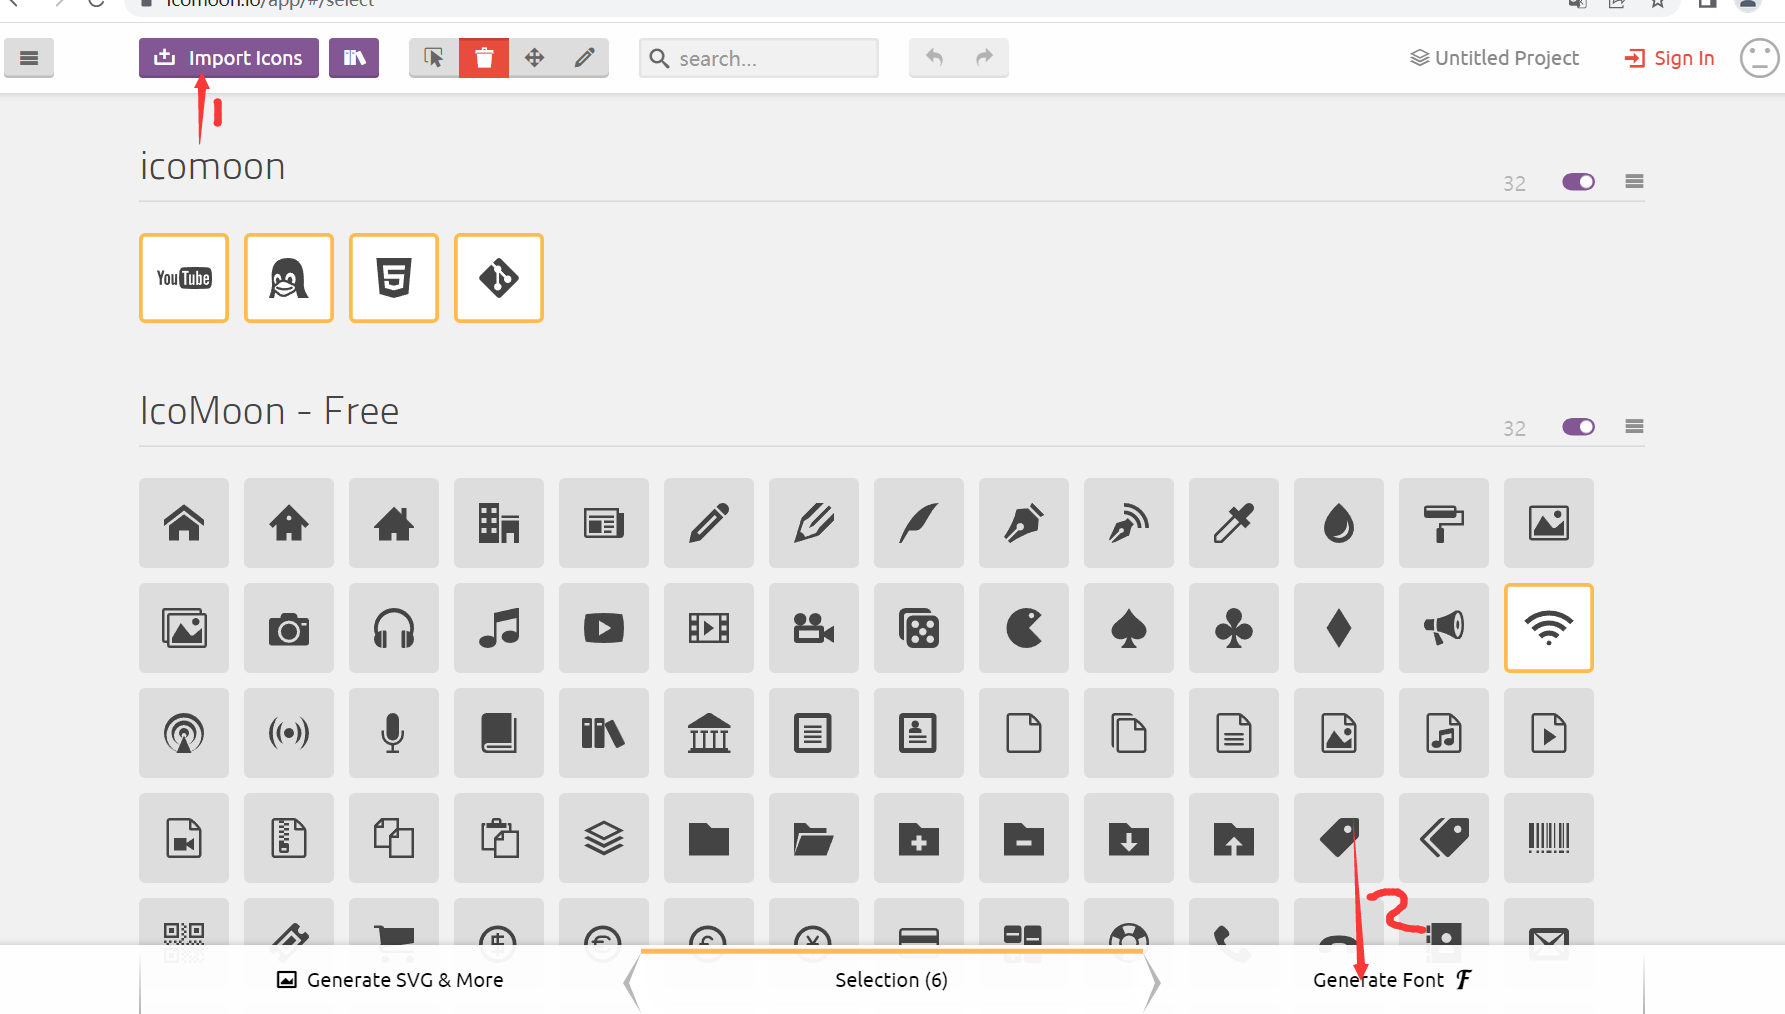 icomoon.io/app/#/select
Import Icons
search...
Untitled Project
Sign In
1
icomoon
32
You Tube
5
IcoMoon - Free
32
2
Generate SVG & More
Selection (6)
Generate Font